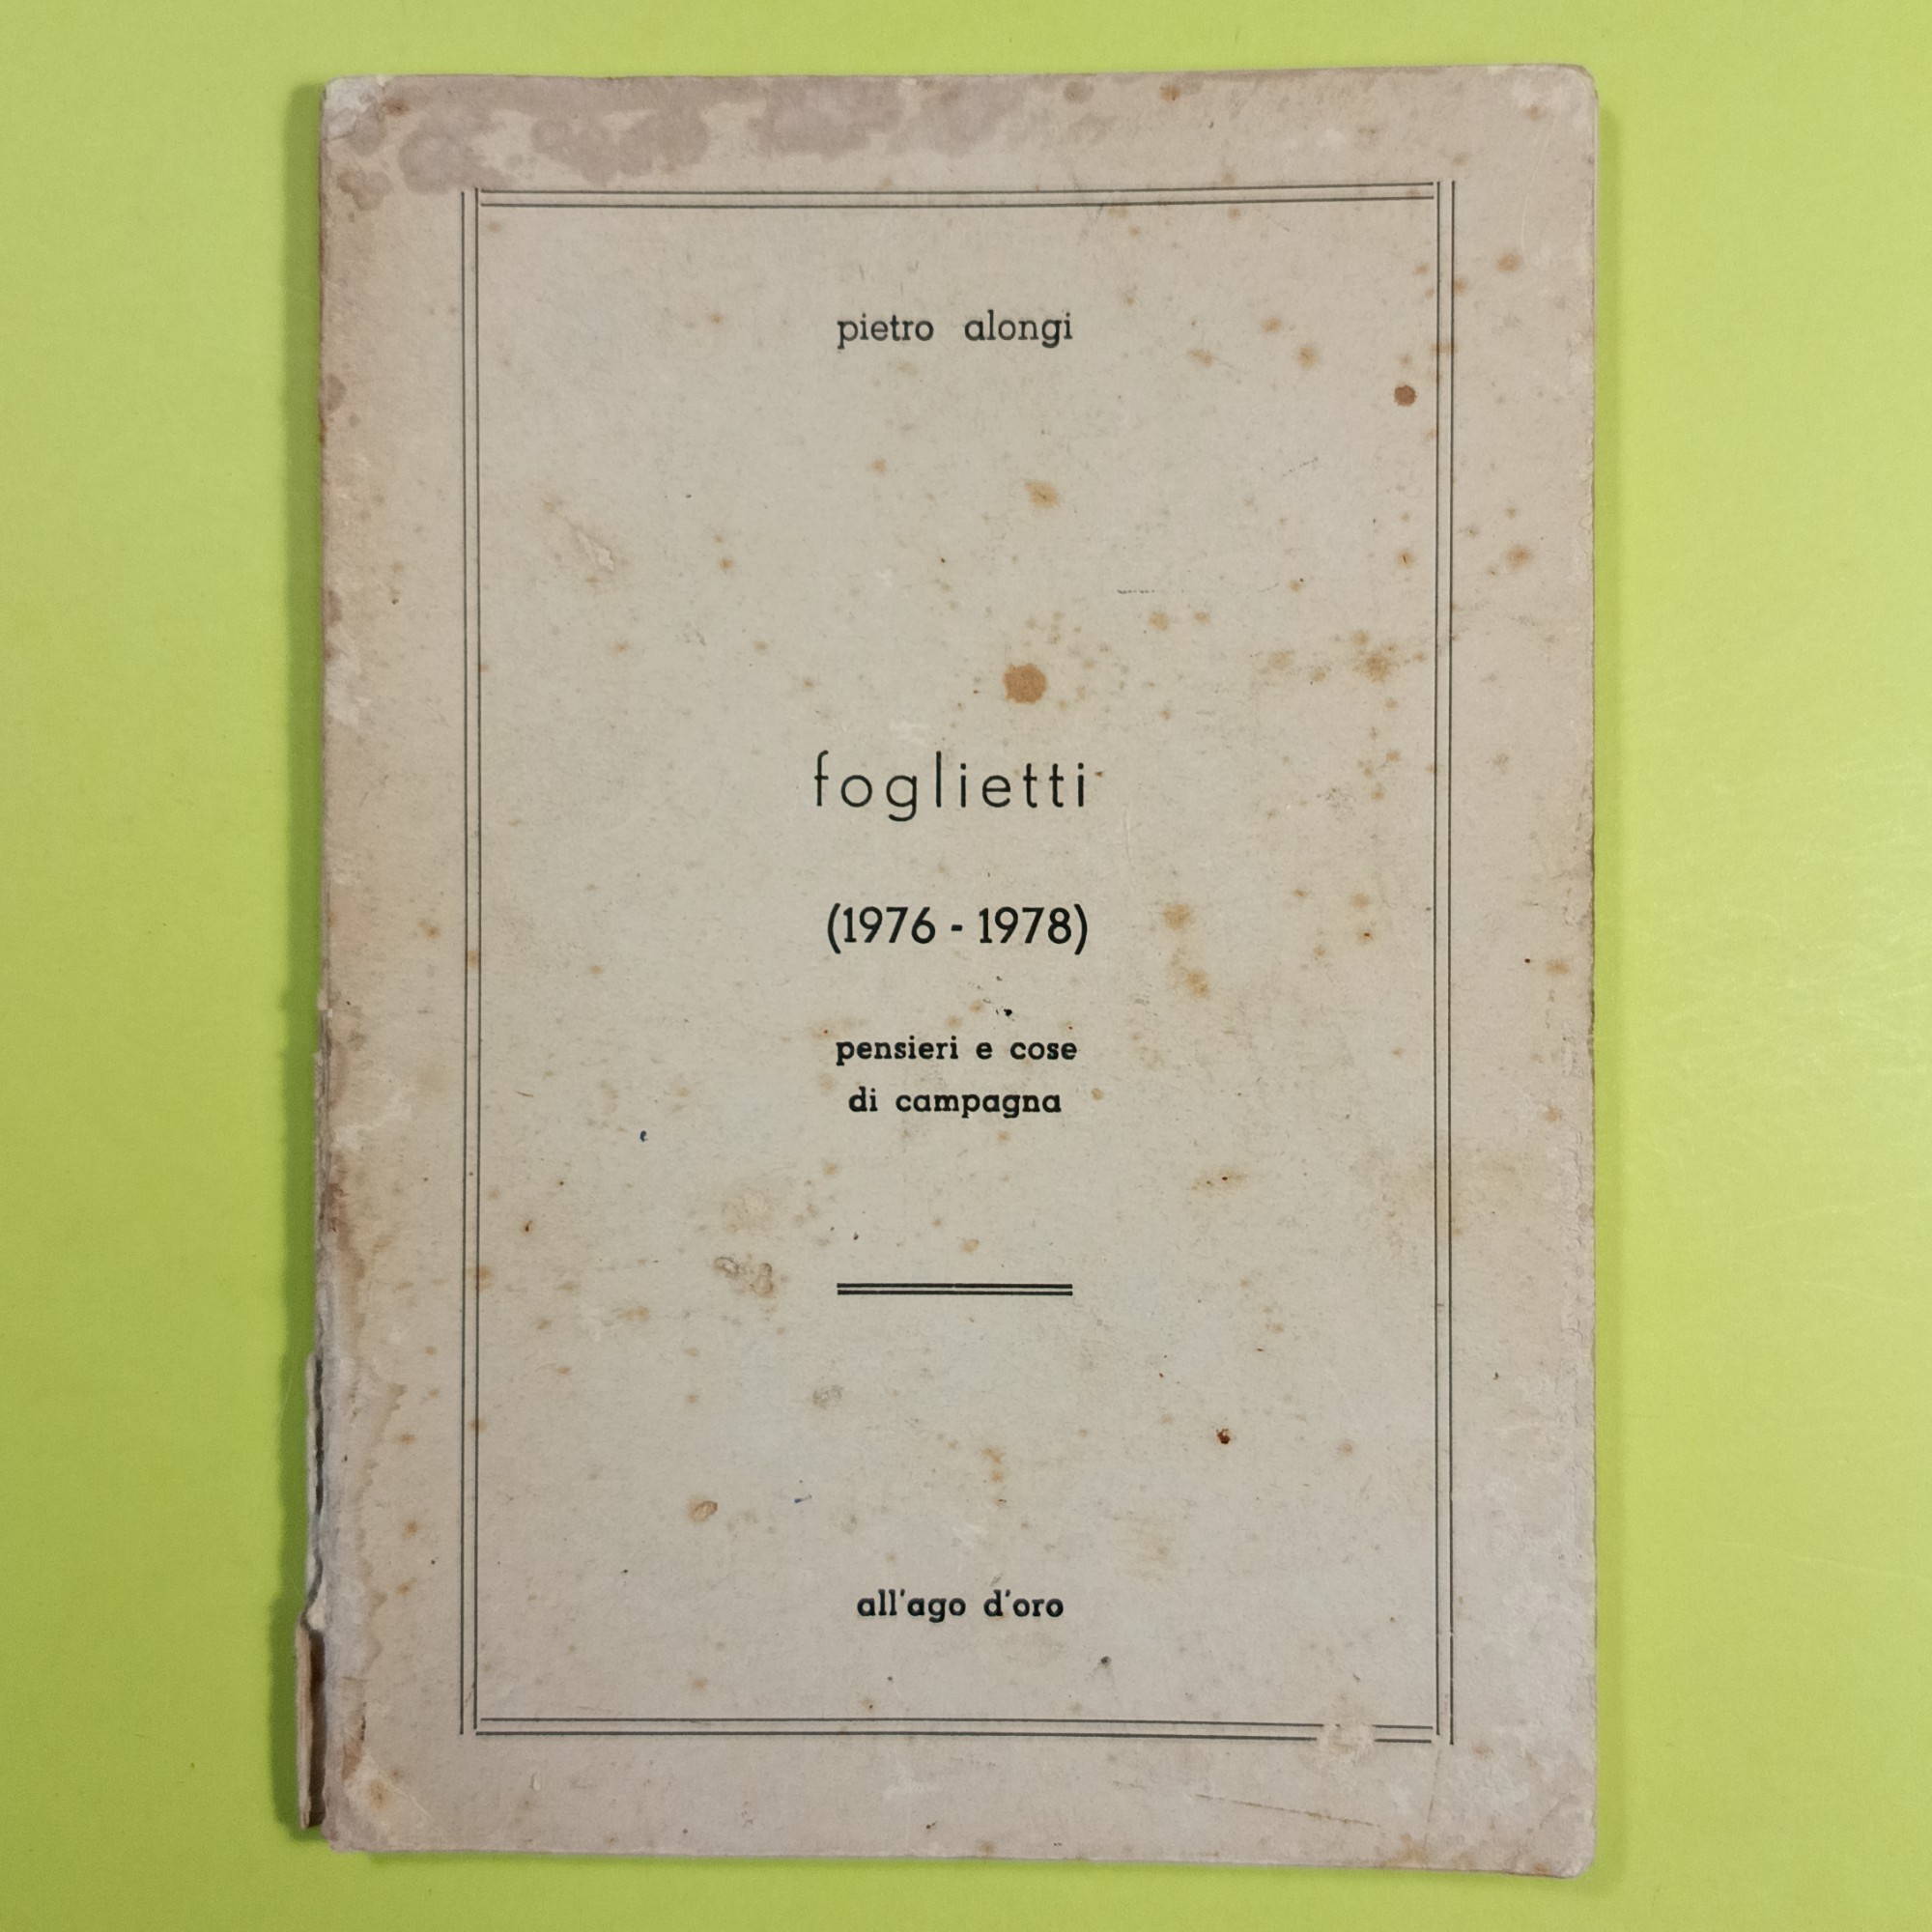 pietro alongi
foglietti
(1976 - 1978)
pensieri e cose
di campagna
all'ago d'oro